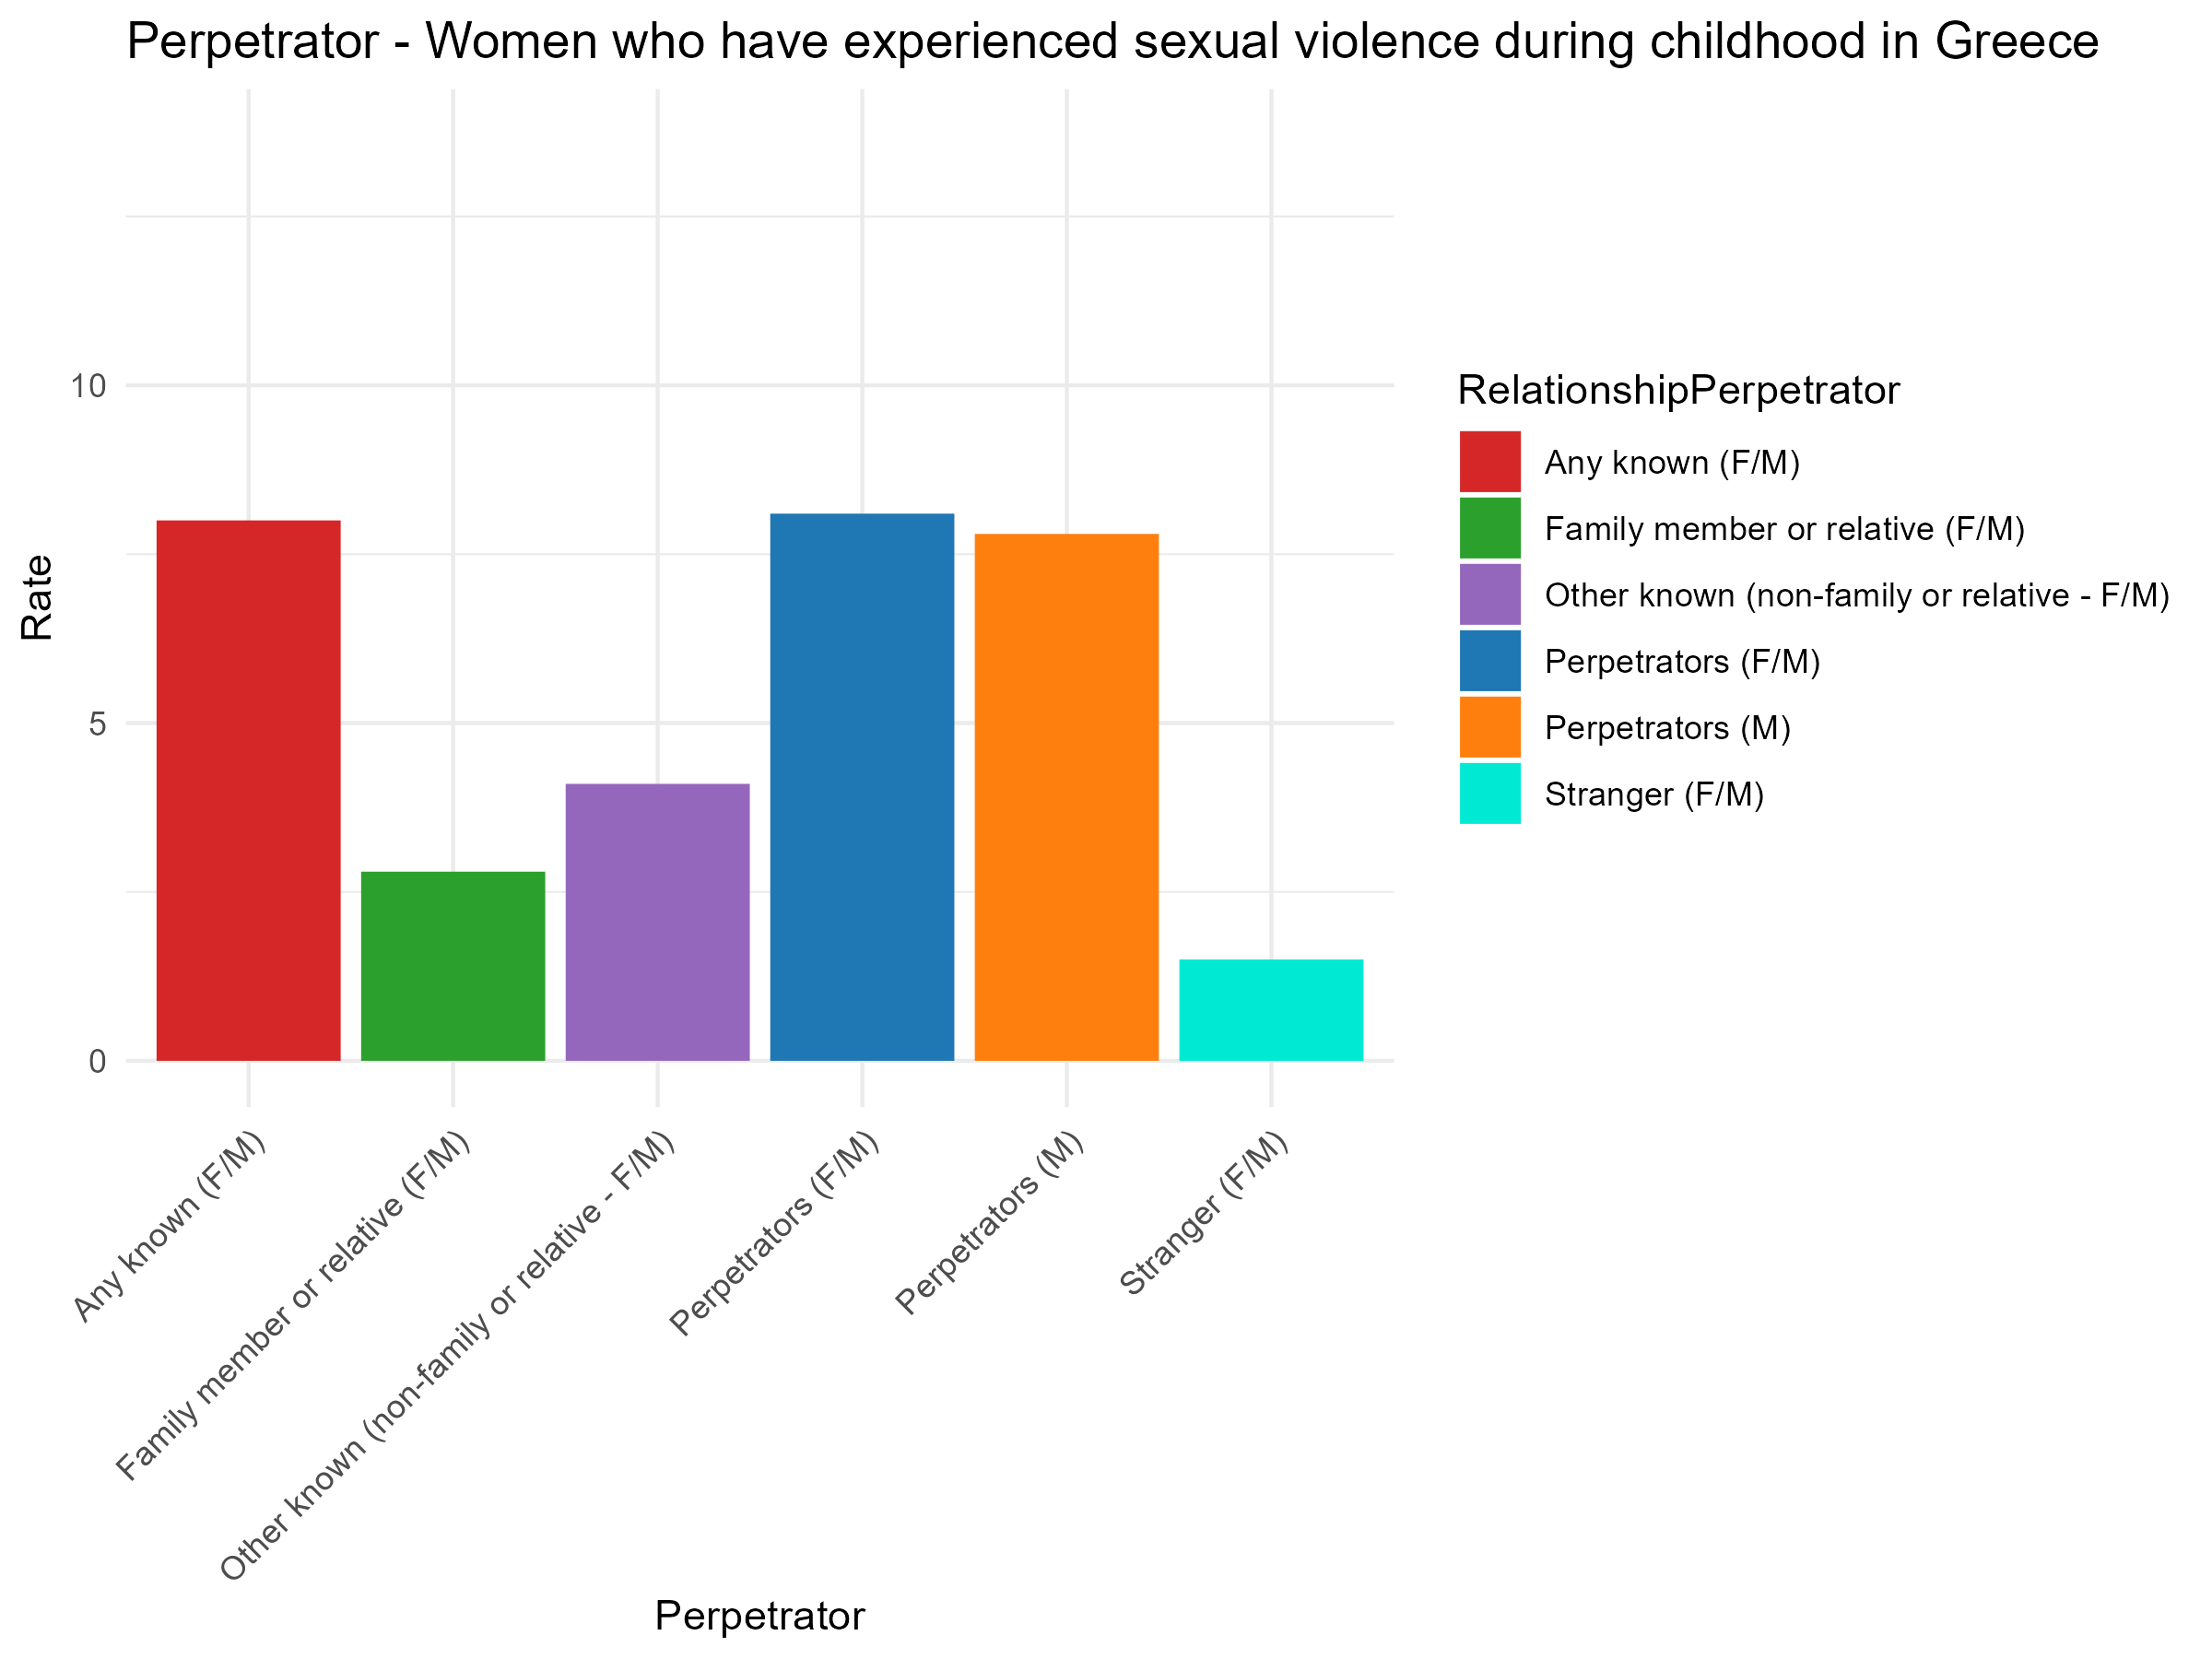 Perpetrator - Women who have experienced sexual violence during childhood in Greece
Rate
10
5
0
Any known (F/M)
Family member or relative (F/M)
Other known (non-family or relative - F/M)
Perpetrators (F/M)
Perpetrators (M)
Stranger (F/M)
Perpetrator
RelationshipPerpetrator
Any known (F/M)
Family member or relative (F/M)
Other known (non-family or relative - F/M)
Perpetrators (F/M)
Perpetrators (M)
Stranger (F/M)